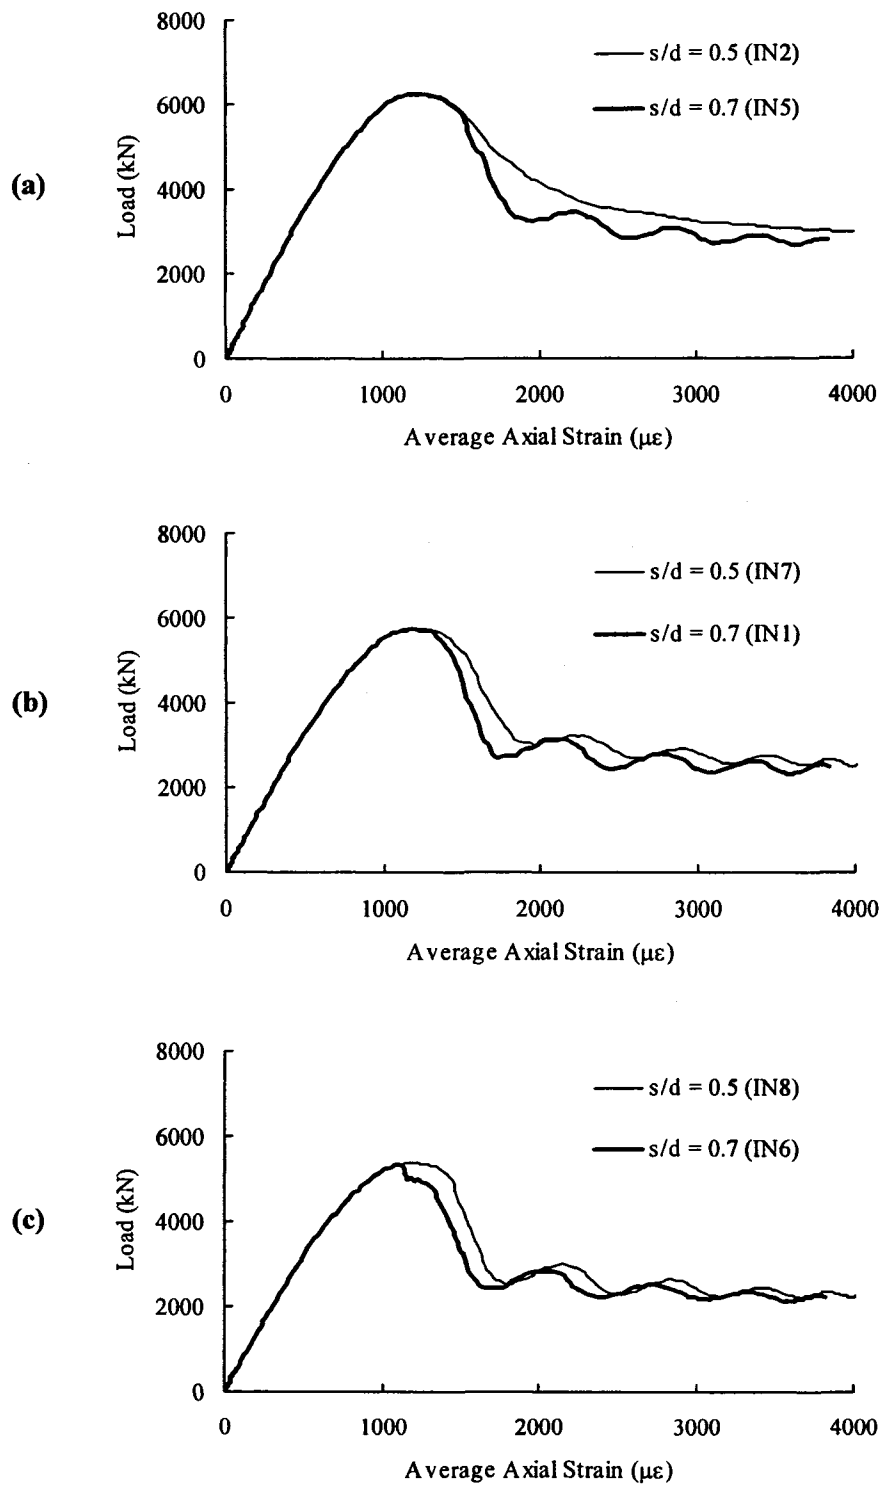 (a)
8000
6000
4000
2000
0
Load (kN)
s/d = 0.5 (IN2)
s/d = 0.7 (IN5)
0 1000 2000 3000 4000
Average Axial Strain (με)
(b)
8000
6000
4000
2000
0
Load (kN)
s/d = 0.5 (IN7)
s/d = 0.7 (IN1)
0 1000 2000 3000 4000
Average Axial Strain (με)
(c)
8000
6000
4000
2000
0
Load (kN)
s/d = 0.5 (IN8)
s/d = 0.7 (IN6)
0 1000 2000 3000 4000
Average Axial Strain (με)